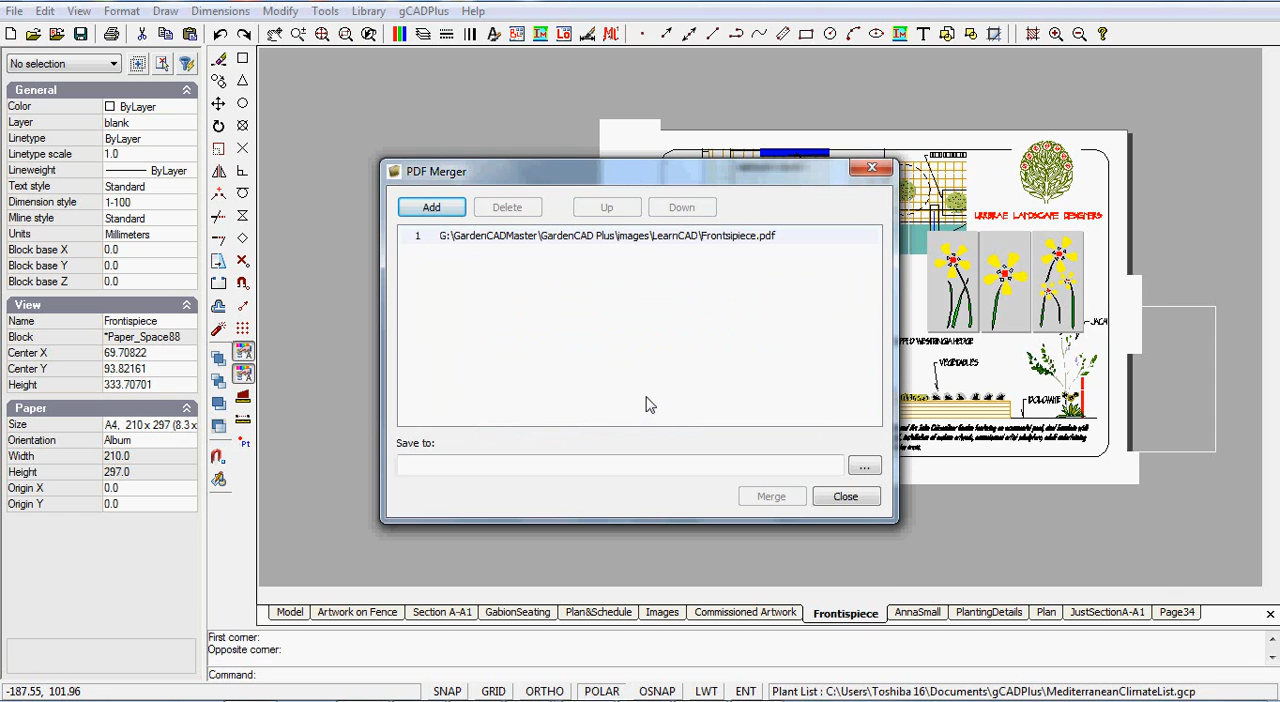 File Edit View Format Draw Dimensions Modify Tools Library gCADPlus Help
No selection
General
Color ByLayer
Layer blank
Linetype ByLayer
Linetype scale 1.0
Lineweight ByLayer
Text style Standard
Dimension style 1-100
Mline style Standard
Units Millimeters
Block base X 0.0
Block base Y 0.0
Block base Z 0.0
View
Name Frontispiece
Block *Paper_Space88
Center X 69.70822
Center Y 93.82161
Height 333.70701
Paper
Size A4, 210 x 297 (8.3 x
Orientation Album
Width 210.0
Height 297.0
Origin X 0.0
Origin Y 0.0
PDF Merger
Add Delete Up Down
1 G:\GardenCADMaster\GardenCAD Plus\images\LearnCAD\Frontsipiece.pdf
Save to:
...
Merge Close
LANDSCAPE DESIGNERS
JACA
WESTRINGIA HEDGE
VEGETABLES
Model Artwork on Fence Section A-A1 GabionSeating Plan&Schedule Images Commissioned Artwork Frontispiece AnnaSmall PlantingDetails Plan JustSectionA-A1 Page34
First corner:
Opposite corner:
Command:
-187.55, 101.96 SNAP GRID ORTHO POLAR OSNAP LWT ENT Plant List : C:\Users\Toshiba 16\Documents\gCADPlus\MediterraneanClimateList.gcp